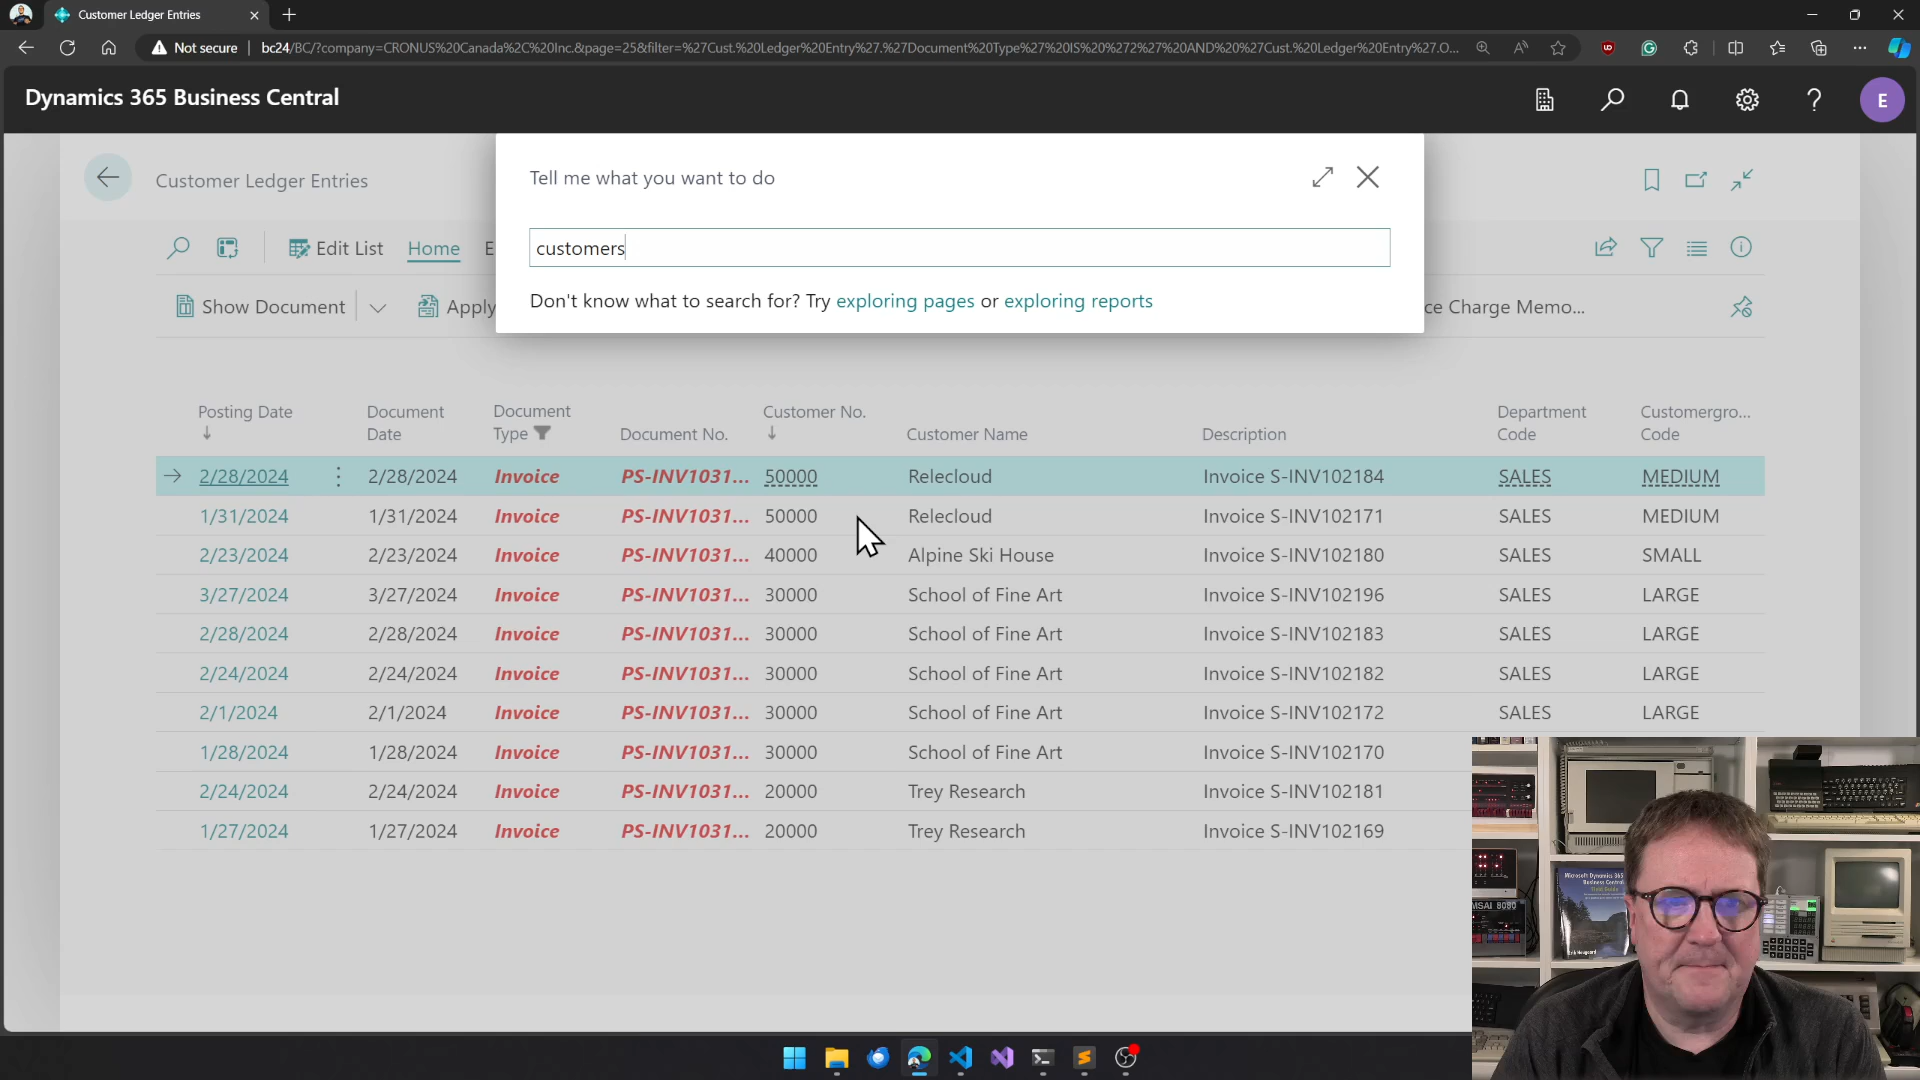 Customer Ledger Entries
Not secure
bc24/BC/?company=CRONUS%20Canada%2C%20Inc.&page=25&filter=%27Cust.%20Ledger%20Entry%27.%27Document%20Type%27%20IS%20%272%27%20AND%20%27Cust.%20Ledger%20Entry%27.O...
Dynamics 365 Business Central
E
Tell me what you want to do
Customer Ledger Entries
customers
Edit List
Home
E
Don't know what to search for? Try exploring pages or exploring reports
Show Document
Apply
ce Charge Memo...
Posting Date
Document Date
Document Type
Document No.
Customer No.
Customer Name
Description
Department Code
Customergro... Code
2/28/2024 2/28/2024 Invoice PS-INV1031... 50000 Relecloud Invoice S-INV102184 SALES MEDIUM
1/31/2024 1/31/2024 Invoice PS-INV1031... 50000 Relecloud Invoice S-INV102171 SALES MEDIUM
2/23/2024 2/23/2024 Invoice PS-INV1031... 40000 Alpine Ski House Invoice S-INV102180 SALES SMALL
3/27/2024 3/27/2024 Invoice PS-INV1031... 30000 School of Fine Art Invoice S-INV102196 SALES LARGE
2/28/2024 2/28/2024 Invoice PS-INV1031... 30000 School of Fine Art Invoice S-INV102183 SALES LARGE
2/24/2024 2/24/2024 Invoice PS-INV1031... 30000 School of Fine Art Invoice S-INV102182 SALES LARGE
2/1/2024 2/1/2024 Invoice PS-INV1031... 30000 School of Fine Art Invoice S-INV102172 SALES LARGE
1/28/2024 1/28/2024 Invoice PS-INV1031... 30000 School of Fine Art Invoice S-INV102170
2/24/2024 2/24/2024 Invoice PS-INV1031... 20000 Trey Research Invoice S-INV102181
1/27/2024 1/27/2024 Invoice PS-INV1031... 20000 Trey Research Invoice S-INV102169
Microsoft Dynamics 365
Business Central
Field Guide
Erik Hougaard
MSAI 8080